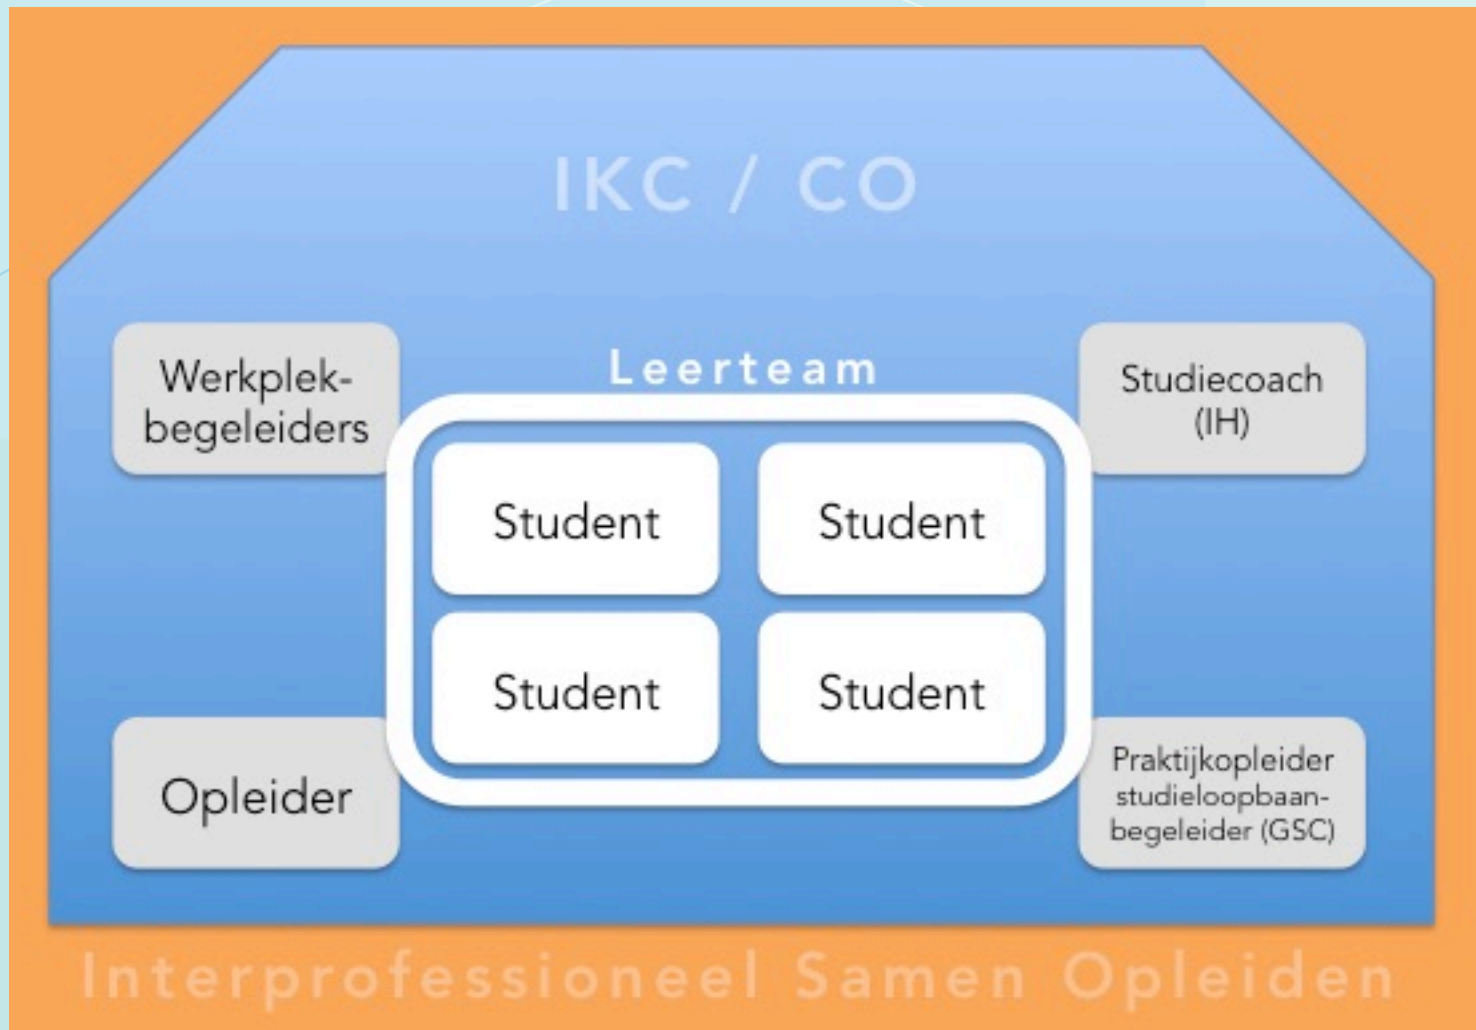 IKC / CO
Leerteam
Werkplek-
begeleiders
Studiecoach
(IH)
Student
Student
Student
Student
Opleider
Praktijkopleider
studieloopbaan-
begeleider (GSC)
Interprofessioneel Samen Opleiden